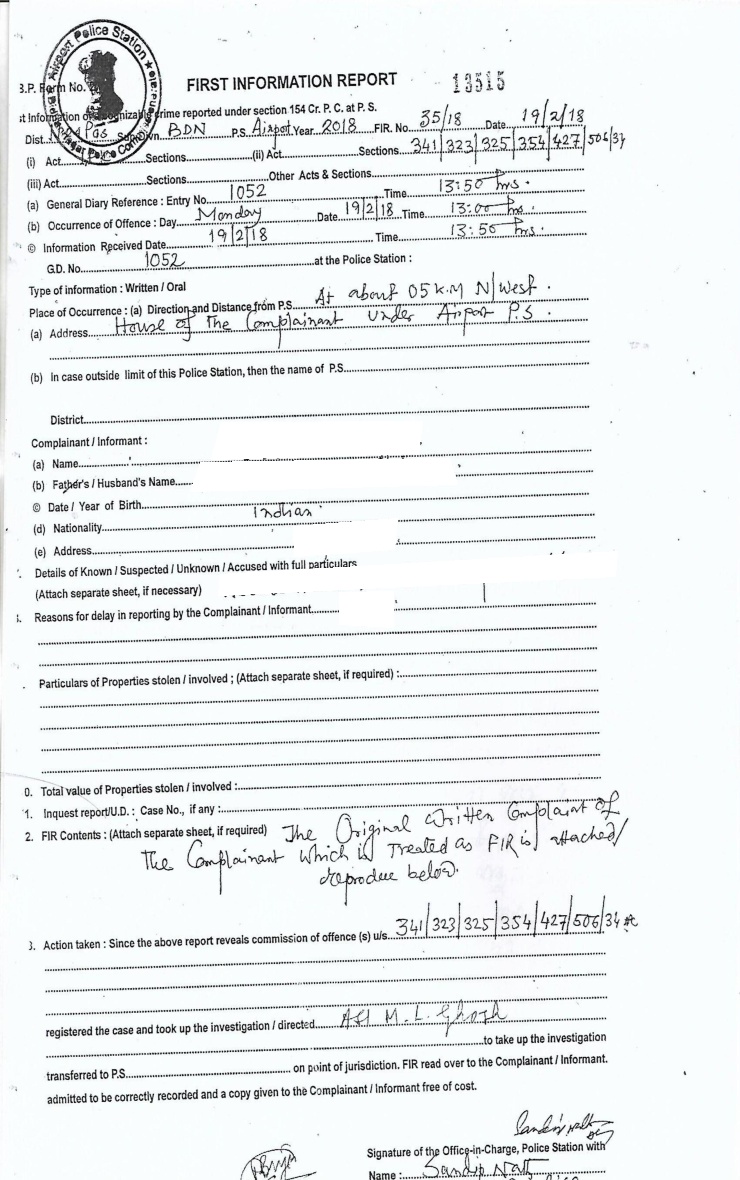 Airport Police Station
13515
FIRST INFORMATION REPORT
B.P. Form No.
st Information of cognizable crime reported under section 154 Cr. P. C. at P. S.
Dist. N 24 Pgs Subdvn. BDN P.S. Airport Year 2018 FIR. No. 35/18 Date 19/2/18
(i) Act Sections (ii) Act Sections 341/323/325/354/427/506/34
(iii) Act Sections Other Acts & Sections
(a) General Diary Reference : Entry No. 1052 Time 13:50 hrs.
(b) Occurrence of Offence : Day Monday Date 19/2/18 Time 13:00 hrs.
© Information Received Date 19/2/18 Time 13:50 hrs.
G.D. No. 1052 at the Police Station :
Type of information : Written / Oral
Place of Occurrence : (a) Direction and Distance from P.S. At about 05 K.M N/West.
(a) Address House of The Complainant under Airport P.S.
(b) In case outside limit of this Police Station, then the name of P.S.
District
Complainant / Informant :
(a) Name
(b) Father's / Husband's Name
© Date / Year of Birth
(d) Nationality Indian
(e) Address
Details of Known / Suspected / Unknown / Accused with full particulars
(Attach separate sheet, if necessary)
Reasons for delay in reporting by the Complainant / Informant
Particulars of Properties stolen / involved ; (Attach separate sheet, if required) :
0. Total value of Properties stolen / involved :
1. Inquest report/U.D. : Case No., if any :
2. FIR Contents : (Attach separate sheet, if required) The Original Written Complaint of
the Complainant which is Treated as FIR is attached/
reproduce below.
3. Action taken : Since the above report reveals commission of offence (s) u/s. 341/323/325/354/427/506/34
registered the case and took up the investigation / directed ASI M. L. Ghosh
to take up the investigation
transferred to P.S. on point of jurisdiction. FIR read over to the Complainant / Informant.
admitted to be correctly recorded and a copy given to the Complainant / Informant free of cost.
Signature of the Office-in-Charge, Police Station with
Name : Sandip Natt